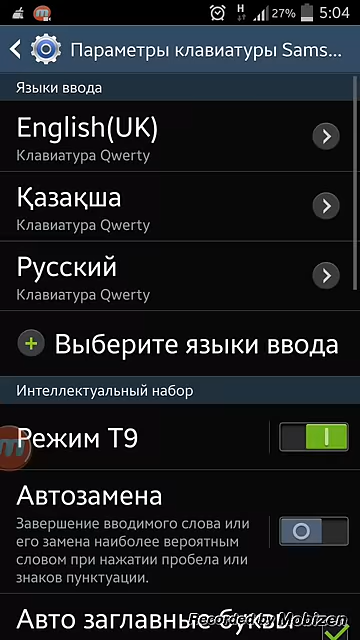 H 27% 5:04
Параметры клавиатуры Sams...
Языки ввода
English(UK)
Клавиатура Qwerty
Қазақша
Клавиатура Qwerty
Русский
Клавиатура Qwerty
Выберите языки ввода
Интеллектуальный набор
Режим T9
Автозамена
Завершение вводимого слова или
его замена наиболее вероятным
словом при нажатии пробела или
знаков пунктуации.
Авто заглавные буквы
Recorded by Mobizen